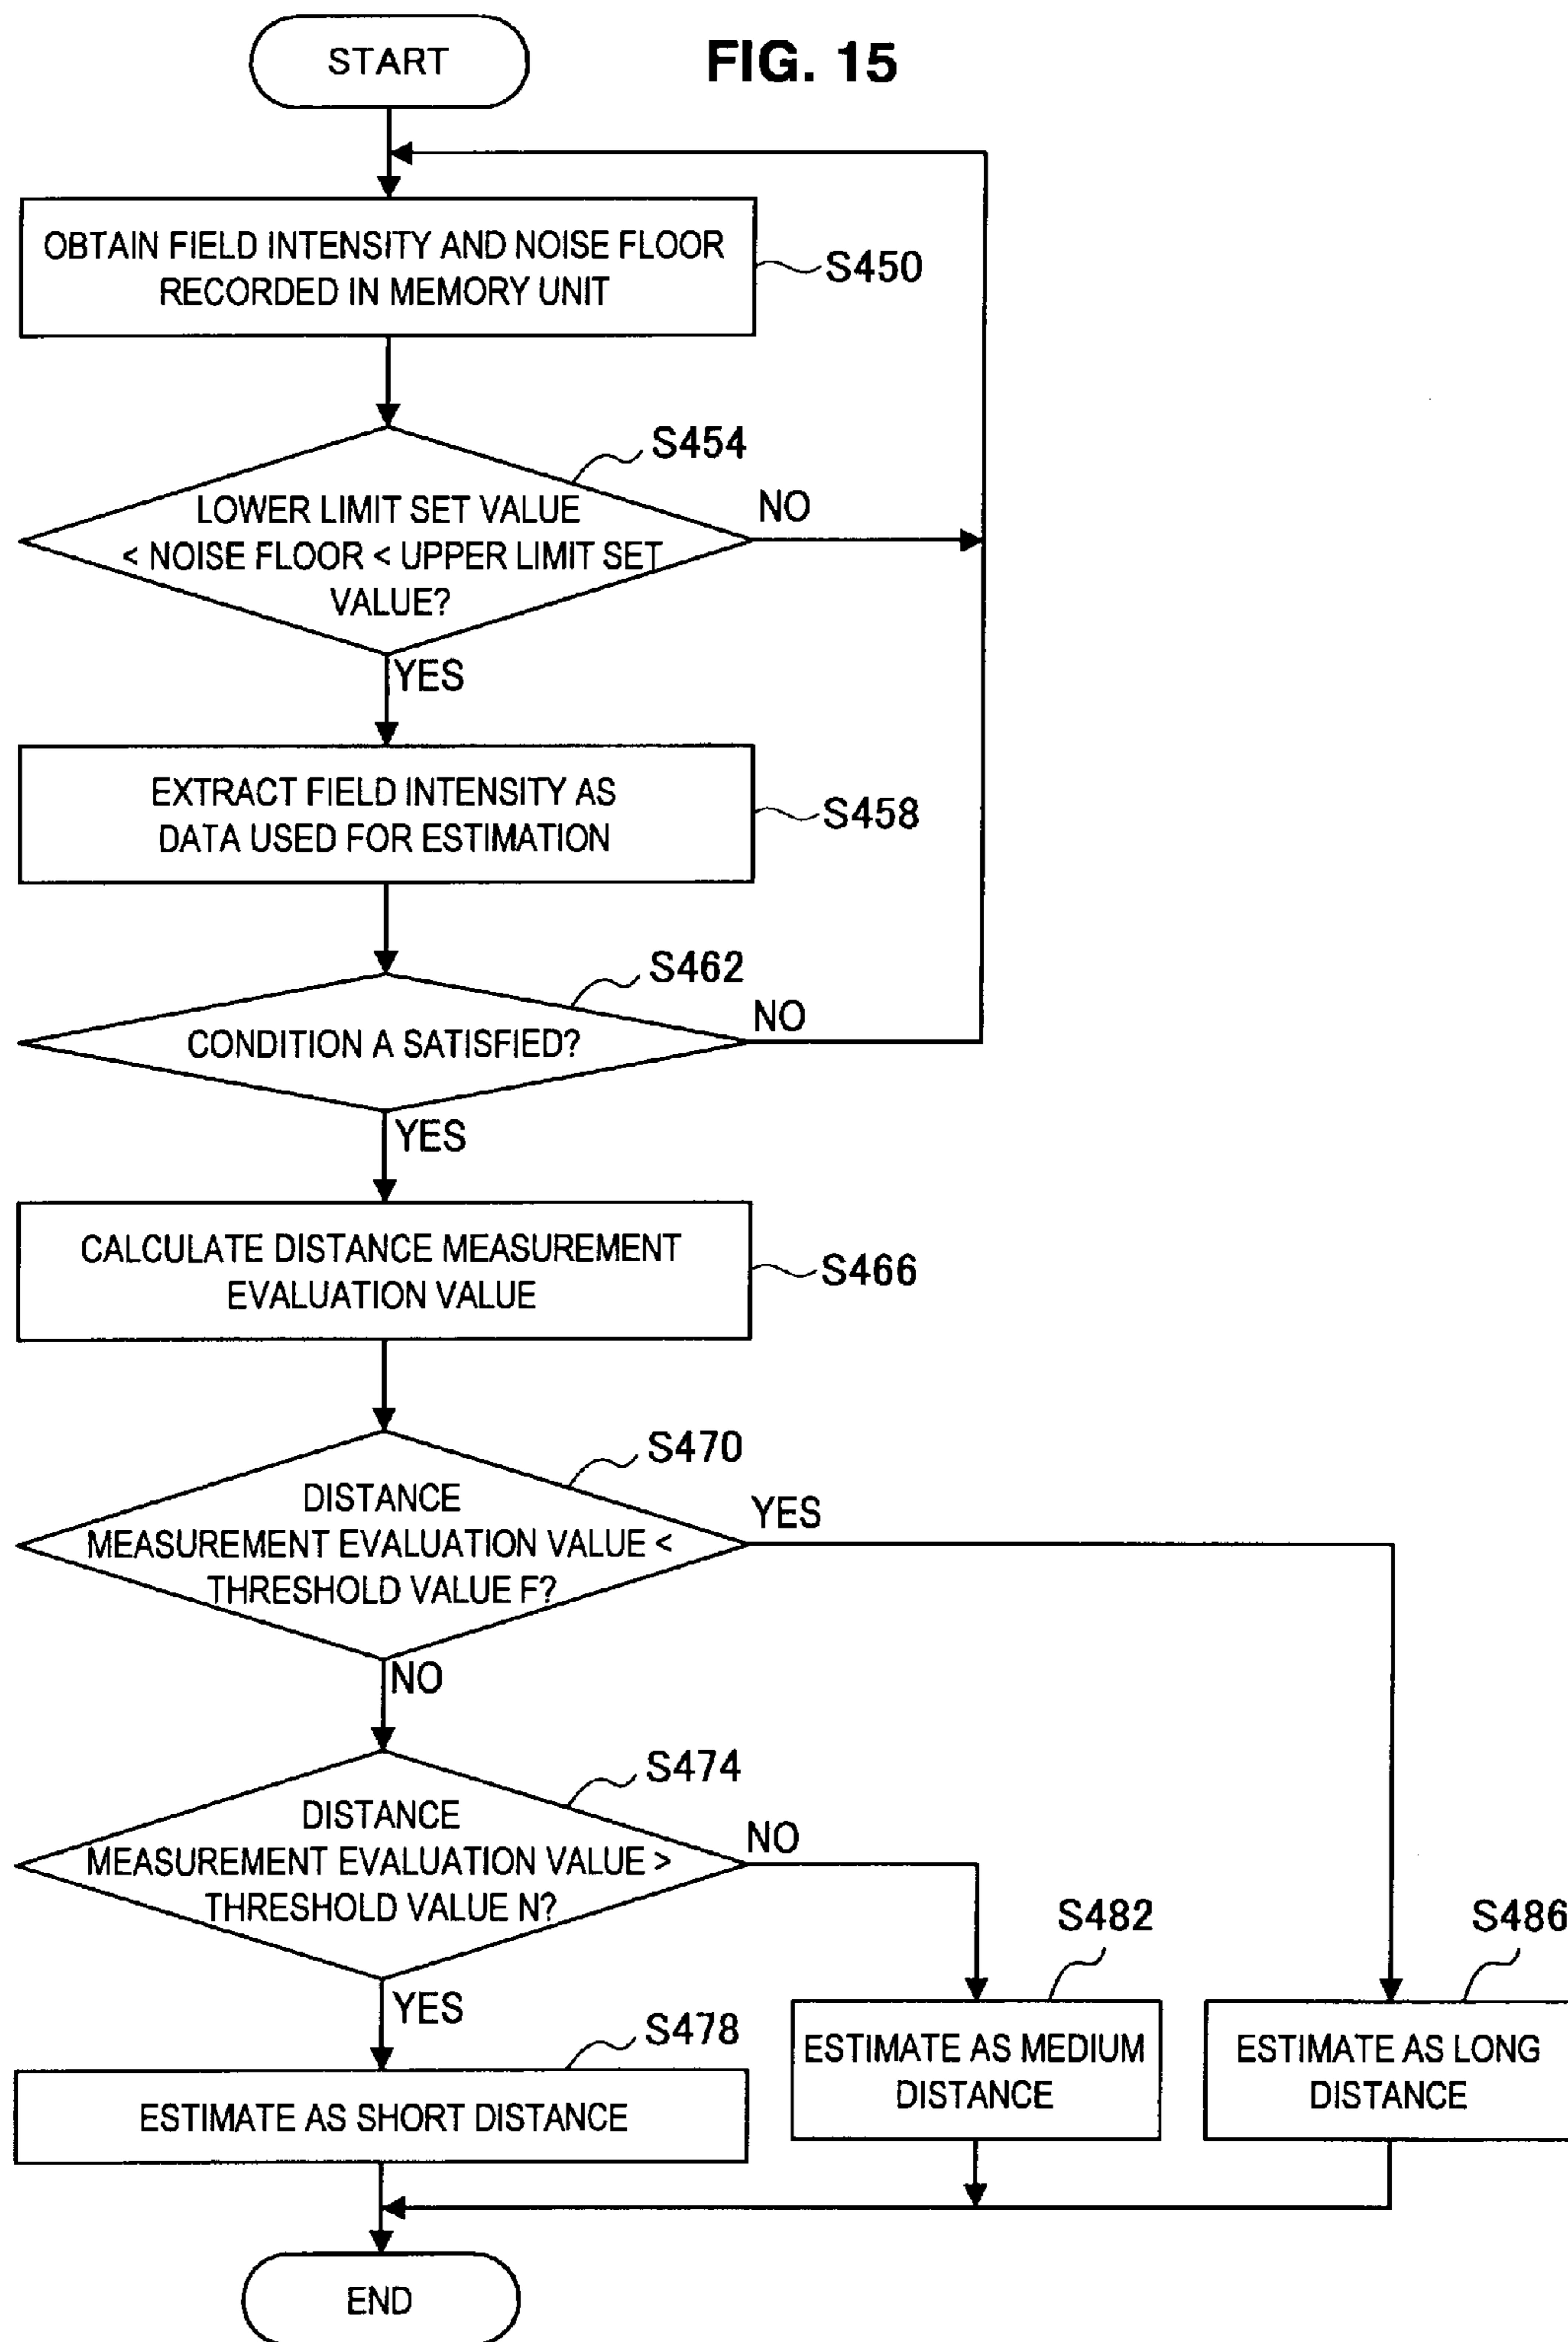 START
FIG. 15
OBTAIN FIELD INTENSITY AND NOISE FLOOR
RECORDED IN MEMORY UNIT
S450
S454
LOWER LIMIT SET VALUE
< NOISE FLOOR < UPPER LIMIT SET
VALUE?
NO
YES
EXTRACT FIELD INTENSITY AS
DATA USED FOR ESTIMATION
S458
S462
CONDITION A SATISFIED?
NO
YES
CALCULATE DISTANCE MEASUREMENT
EVALUATION VALUE
S466
S470
DISTANCE
MEASUREMENT EVALUATION VALUE <
THRESHOLD VALUE F?
YES
NO
S474
DISTANCE
MEASUREMENT EVALUATION VALUE >
THRESHOLD VALUE N?
NO
YES
S478
ESTIMATE AS SHORT DISTANCE
S482
ESTIMATE AS MEDIUM
DISTANCE
S486
ESTIMATE AS LONG
DISTANCE
END